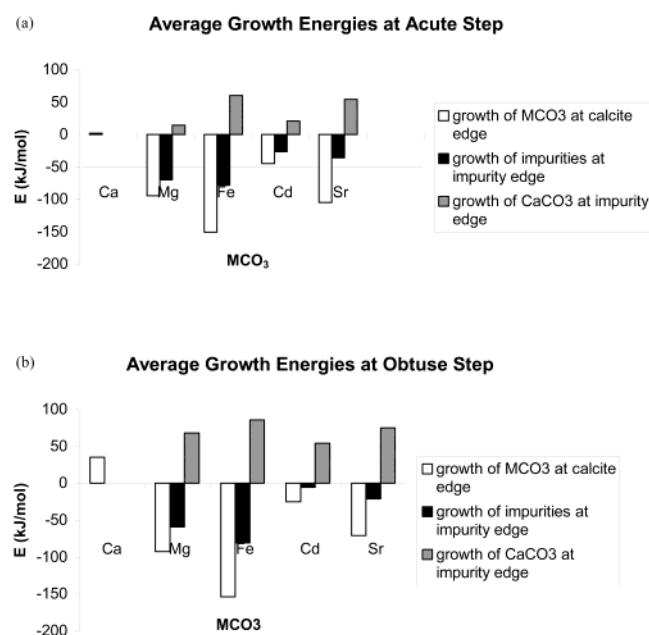 (a)
Average Growth Energies at Acute Step
100
50
0
-50
-100
-150
-200
E (kJ/mol)
Ca Mg Fe Cd Sr
MCO₃
growth of MCO3 at calcite
edge
growth of impurities at
impurity edge
growth of CaCO3 at impurity
edge
(b)
Average Growth Energies at Obtuse Step
100
50
0
-50
-100
-150
-200
E (kJ/mol)
Ca Mg Fe Cd Sr
MCO3
growth of MCO3 at calcite
edge
growth of impurities at
impurity edge
growth of CaCO3 at
impurity edge